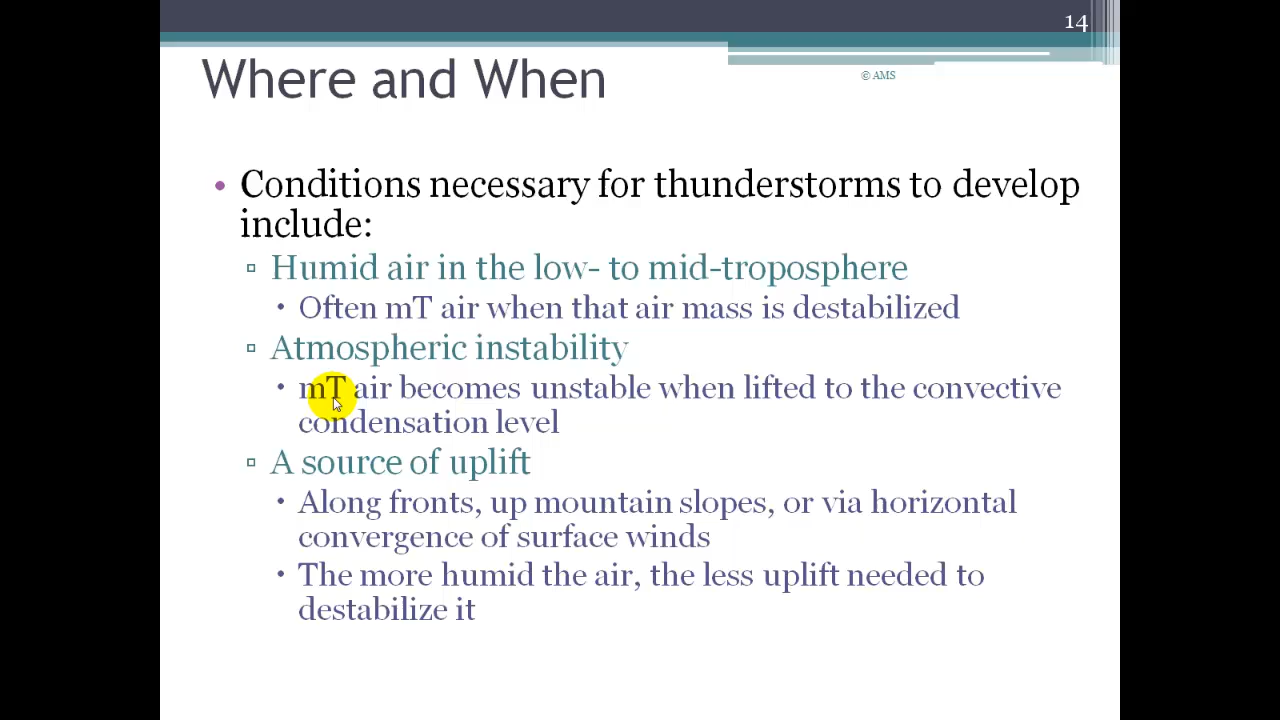 14
© AMS
Where and When
• Conditions necessary for thunderstorms to develop
include:
▫ Humid air in the low- to mid-troposphere
• Often mT air when that air mass is destabilized
▫ Atmospheric instability
• mT air becomes unstable when lifted to the convective
condensation level
▫ A source of uplift
• Along fronts, up mountain slopes, or via horizontal
convergence of surface winds
• The more humid the air, the less uplift needed to
destabilize it